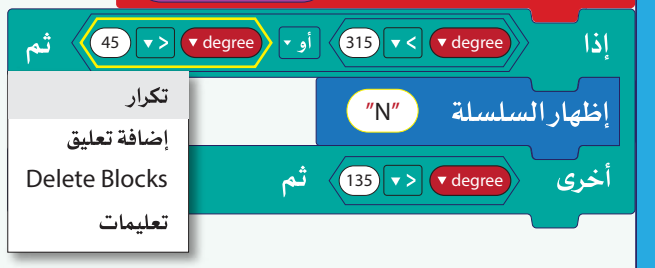 إذا degree < 315 أو degree > 45 ثم
إظهار السلسلة "N"
أخرى degree > 135 ثم
تكرار
إضافة تعليق
Delete Blocks
تعليمات